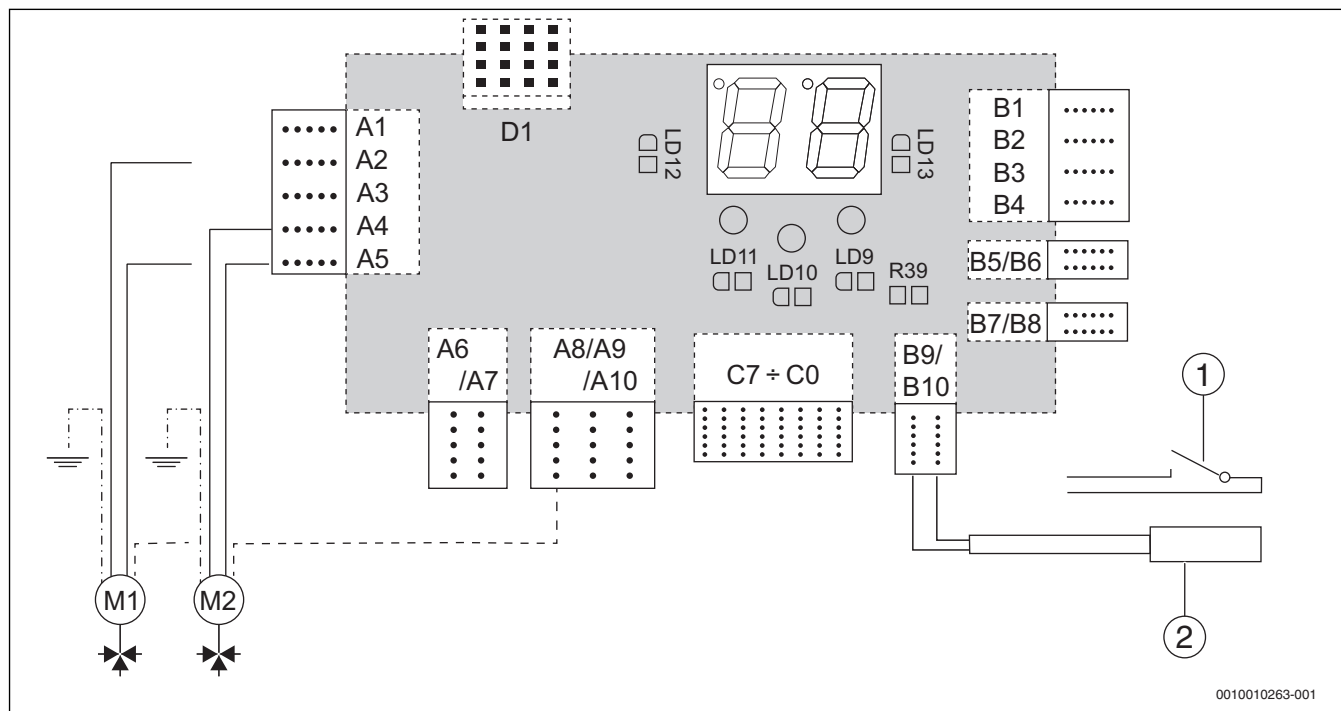 D1
A1
A2
A3
A4
A5
LD12
LD13
B1
B2
B3
B4
LD11
LD10
LD9
R39
B5/B6
B7/B8
A6
/A7
A8/A9
/A10
C7 ÷ C0
B9/
B10
1
2
M1
M2
0010010263-001